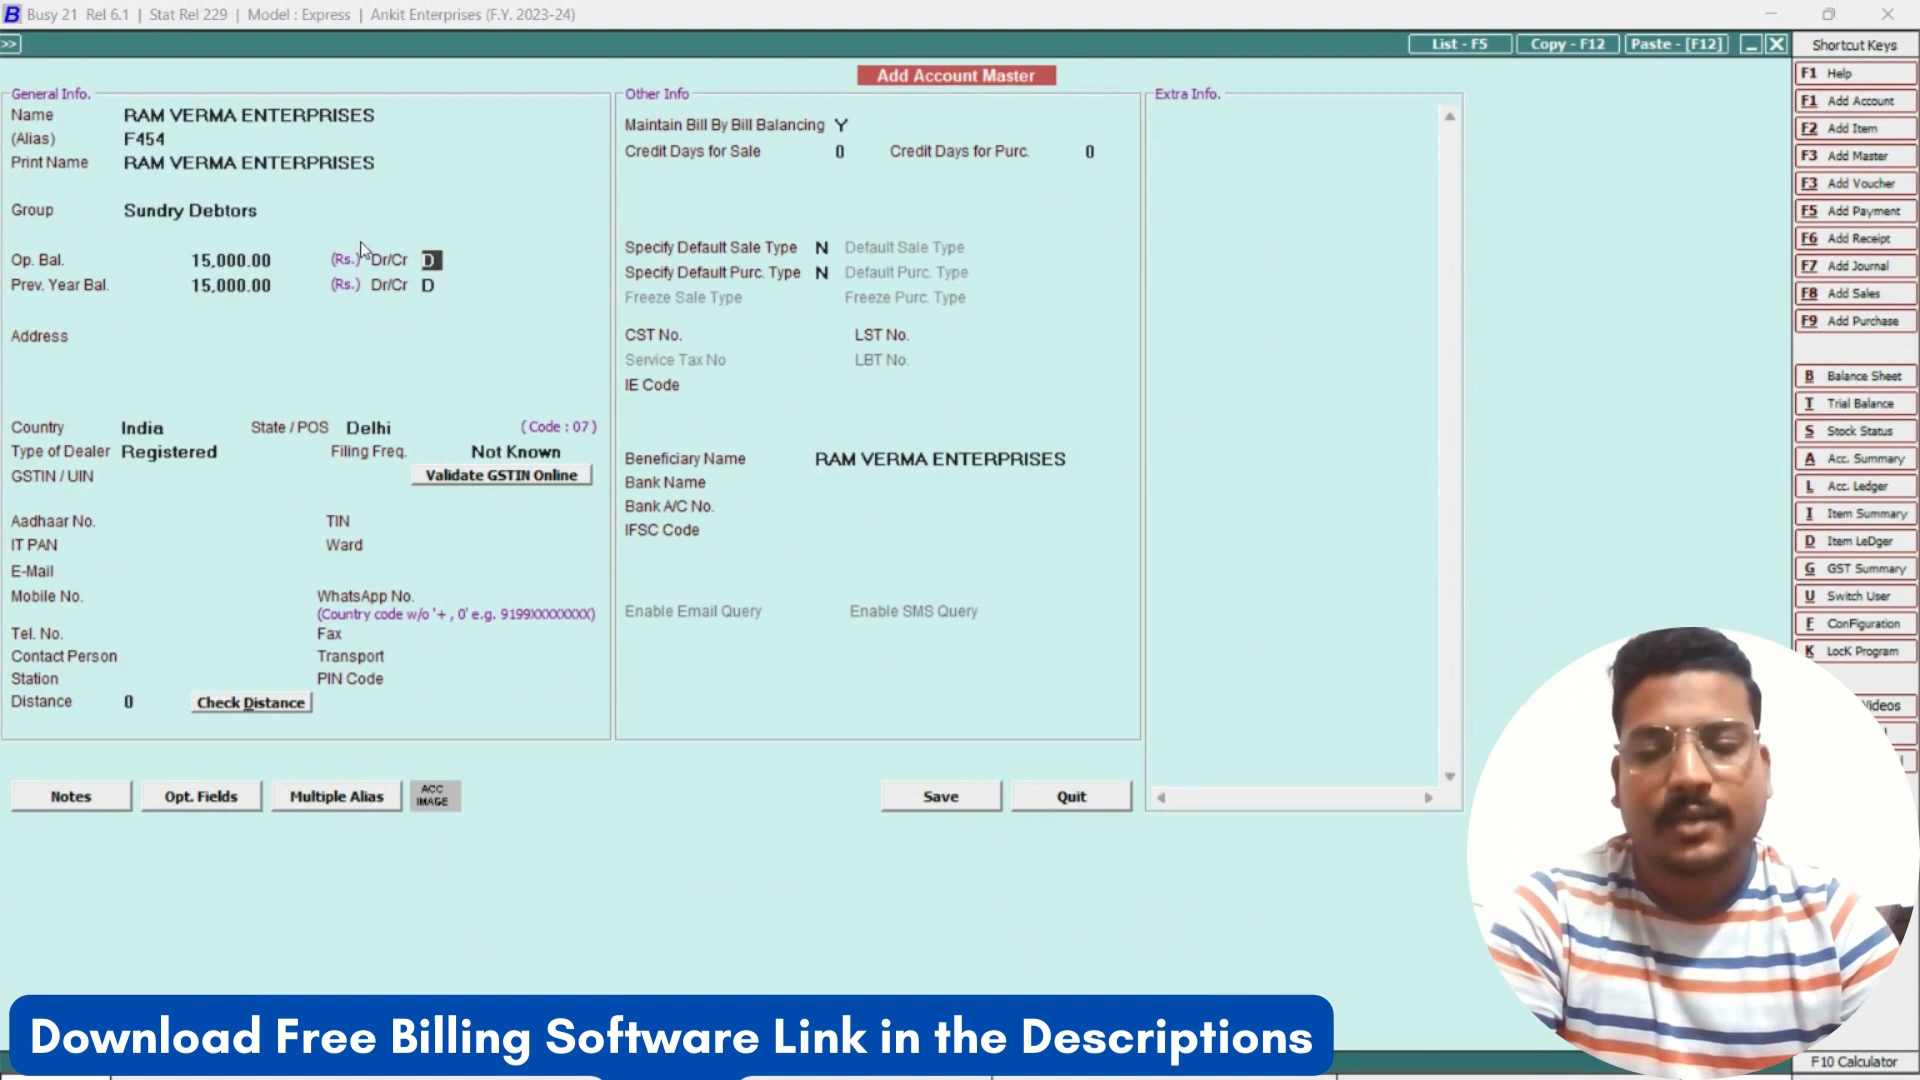 Busy 21 Rel 6.1 | Stat Rel 229 | Model : Express | Ankit Enterprises (F.Y. 2023-24)
>> List - F5 Copy - F12 Paste - [F12] Shortcut Keys
Add Account Master
General Info.
Name RAM VERMA ENTERPRISES
(Alias) F454
Print Name RAM VERMA ENTERPRISES
Group Sundry Debtors
Op. Bal. 15,000.00 (Rs.) Dr/Cr D
Prev. Year Bal. 15,000.00 (Rs.) Dr/Cr D
Address
Country India State / POS Delhi ( Code : 07 )
Type of Dealer Registered Filing Freq. Not Known
GSTIN / UIN Validate GSTIN Online
Aadhaar No. TIN
IT PAN Ward
E-Mail
Mobile No. WhatsApp No.
(Country code w/o '+ , 0' e.g. 9199XXXXXXXX)
Tel. No. Fax
Contact Person Transport
Station PIN Code
Distance 0 Check Distance
Other Info
Maintain Bill By Bill Balancing Y
Credit Days for Sale 0 Credit Days for Purc. 0
Specify Default Sale Type N Default Sale Type
Specify Default Purc. Type N Default Purc. Type
Freeze Sale Type Freeze Purc. Type
CST No. LST No.
Service Tax No LBT No.
IE Code
Beneficiary Name RAM VERMA ENTERPRISES
Bank Name
Bank A/C No.
IFSC Code
Enable Email Query Enable SMS Query
Extra Info.
Notes Opt. Fields Multiple Alias ACC IMAGE Save Quit
F1 Help
F1 Add Account
F2 Add Item
F3 Add Master
F3 Add Voucher
F5 Add Payment
F6 Add Receipt
F7 Add Journal
F8 Add Sales
F9 Add Purchase
B Balance Sheet
T Trial Balance
S Stock Status
A Acc. Summary
L Acc. Ledger
I Item Summary
D Item LeDger
G GST Summary
U Switch User
F ConFiguration
K LocK Program
Videos
F10 Calculator
Download Free Billing Software Link in the Descriptions